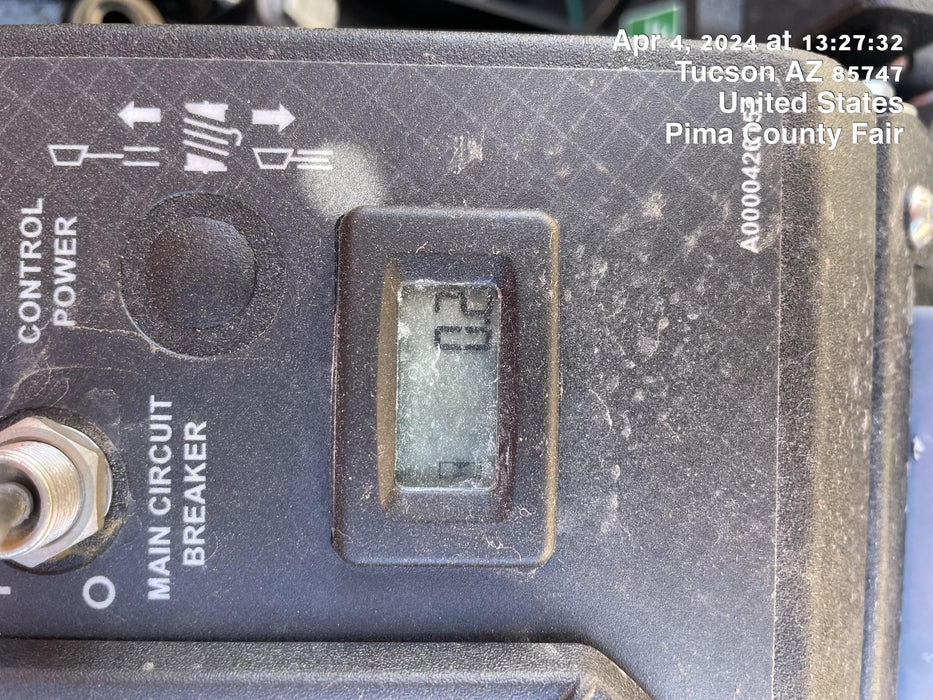 Apr 4, 2024 at 13:27:32
Tucson AZ 85747
United States
Pima County Fair
CONTROL
POWER
MAIN CIRCUIT
BREAKER
O
02